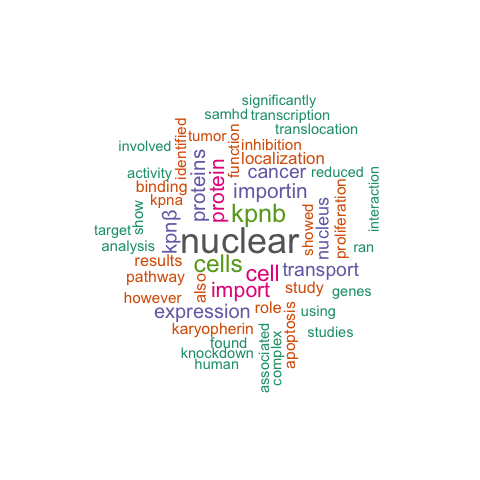 significantly
samhd transcription
tumor translocation
identified
function
inhibition
involved
proteins
protein
localization
activity
cancer reduced
binding
importin
interaction
kpna
show
kpnβ
kpnb
nucleus
proliferation
target
nuclear
showed
analysis
ran
results
cells
cell
transport
pathway
also
import
study
genes
however
expression
role
using
karyopherin
apoptosis
studies
found
associated
complex
knockdown
human